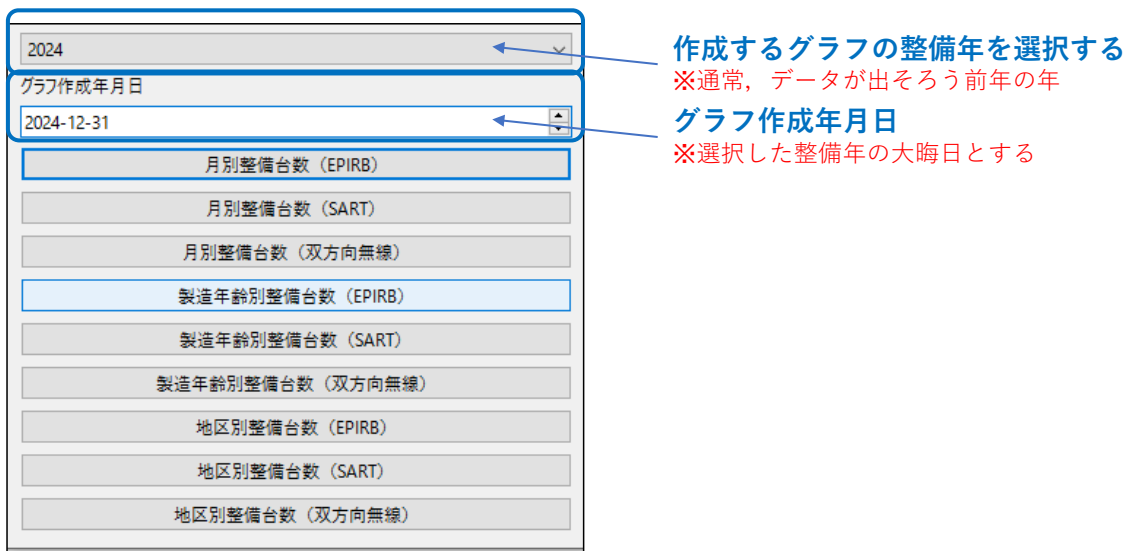 2024
作成するグラフの整備年を選択する
※通常，データが出そろう前年の年
グラフ作成年月日
2024-12-31
グラフ作成年月日
※選択した整備年の大晦日とする
月別整備台数（EPIRB）
月別整備台数（SART）
月別整備台数（双方向無線）
製造年齢別整備台数（EPIRB）
製造年齢別整備台数（SART）
製造年齢別整備台数（双方向無線）
地区別整備台数（EPIRB）
地区別整備台数（SART）
地区別整備台数（双方向無線）